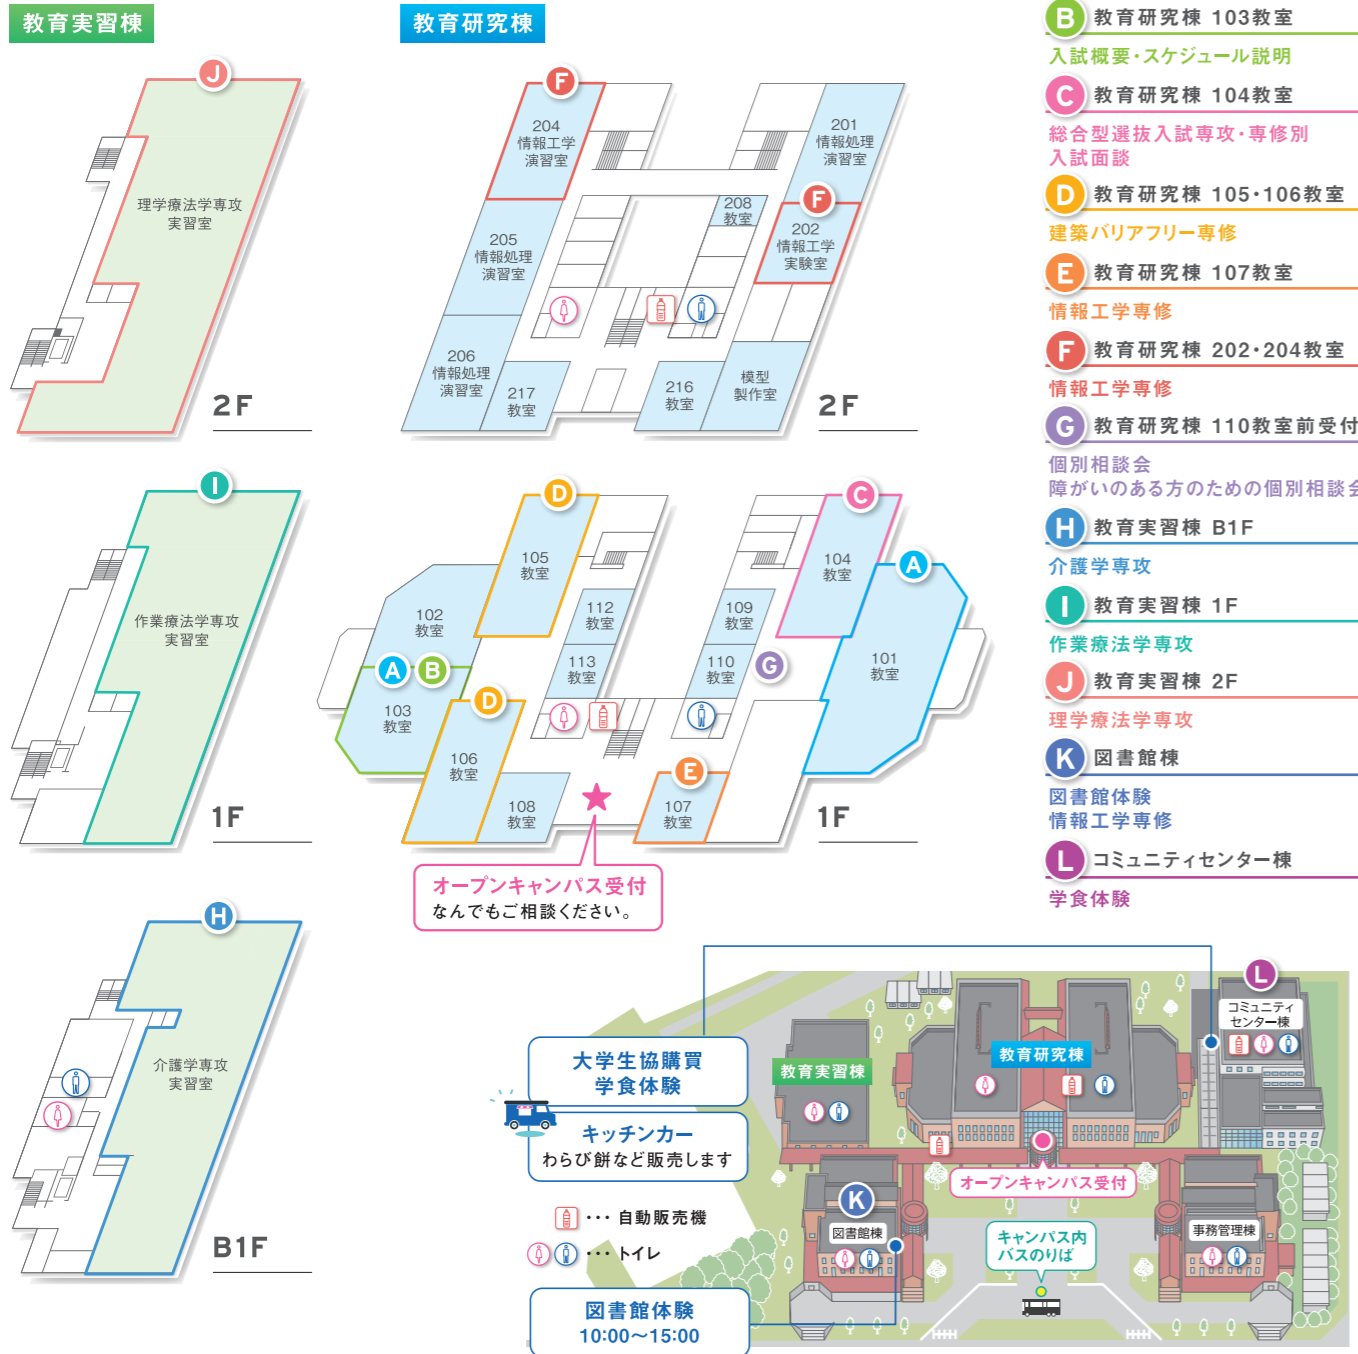 教育実習棟
J
理学療法学専攻
実習室
2F
I
作業療法学専攻
実習室
1F
H
介護学専攻
実習室
B1F
教育研究棟
F
204
情報工学
演習室
205
情報処理
演習室
206
情報処理
演習室
217
教室
201
情報処理
演習室
208
教室
F
202
情報工学
実験室
216
教室
模型
製作室
2F
D
105
教室
102
教室
A
B
103
教室
D
106
教室
108
教室
112
教室
113
教室
109
教室
110
教室
G
C
104
教室
A
101
教室
E
107
教室
1F
オープンキャンパス受付
なんでもご相談ください。
B 教育研究棟 103教室
入試概要・スケジュール説明
C 教育研究棟 104教室
総合型選抜入試専攻・専修別
入試面談
D 教育研究棟 105・106教室
建築バリアフリー専修
E 教育研究棟 107教室
情報工学専修
F 教育研究棟 202・204教室
情報工学専修
G 教育研究棟 110教室前受付
個別相談会
障がいのある方のための個別相談会
H 教育実習棟 B1F
介護学専攻
I 教育実習棟 1F
作業療法学専攻
J 教育実習棟 2F
理学療法学専攻
K 図書館棟
図書館体験
情報工学専修
L コミュニティセンター棟
学食体験
大学生協購買
学食体験
キッチンカー
わらび餅など販売します
･･･ 自動販売機
･･･ トイレ
図書館体験
10:00〜15:00
教育実習棟
教育研究棟
L
コミュニティ
センター棟
オープンキャンパス受付
K
図書館棟
キャンパス内
バスのりば
事務管理棟